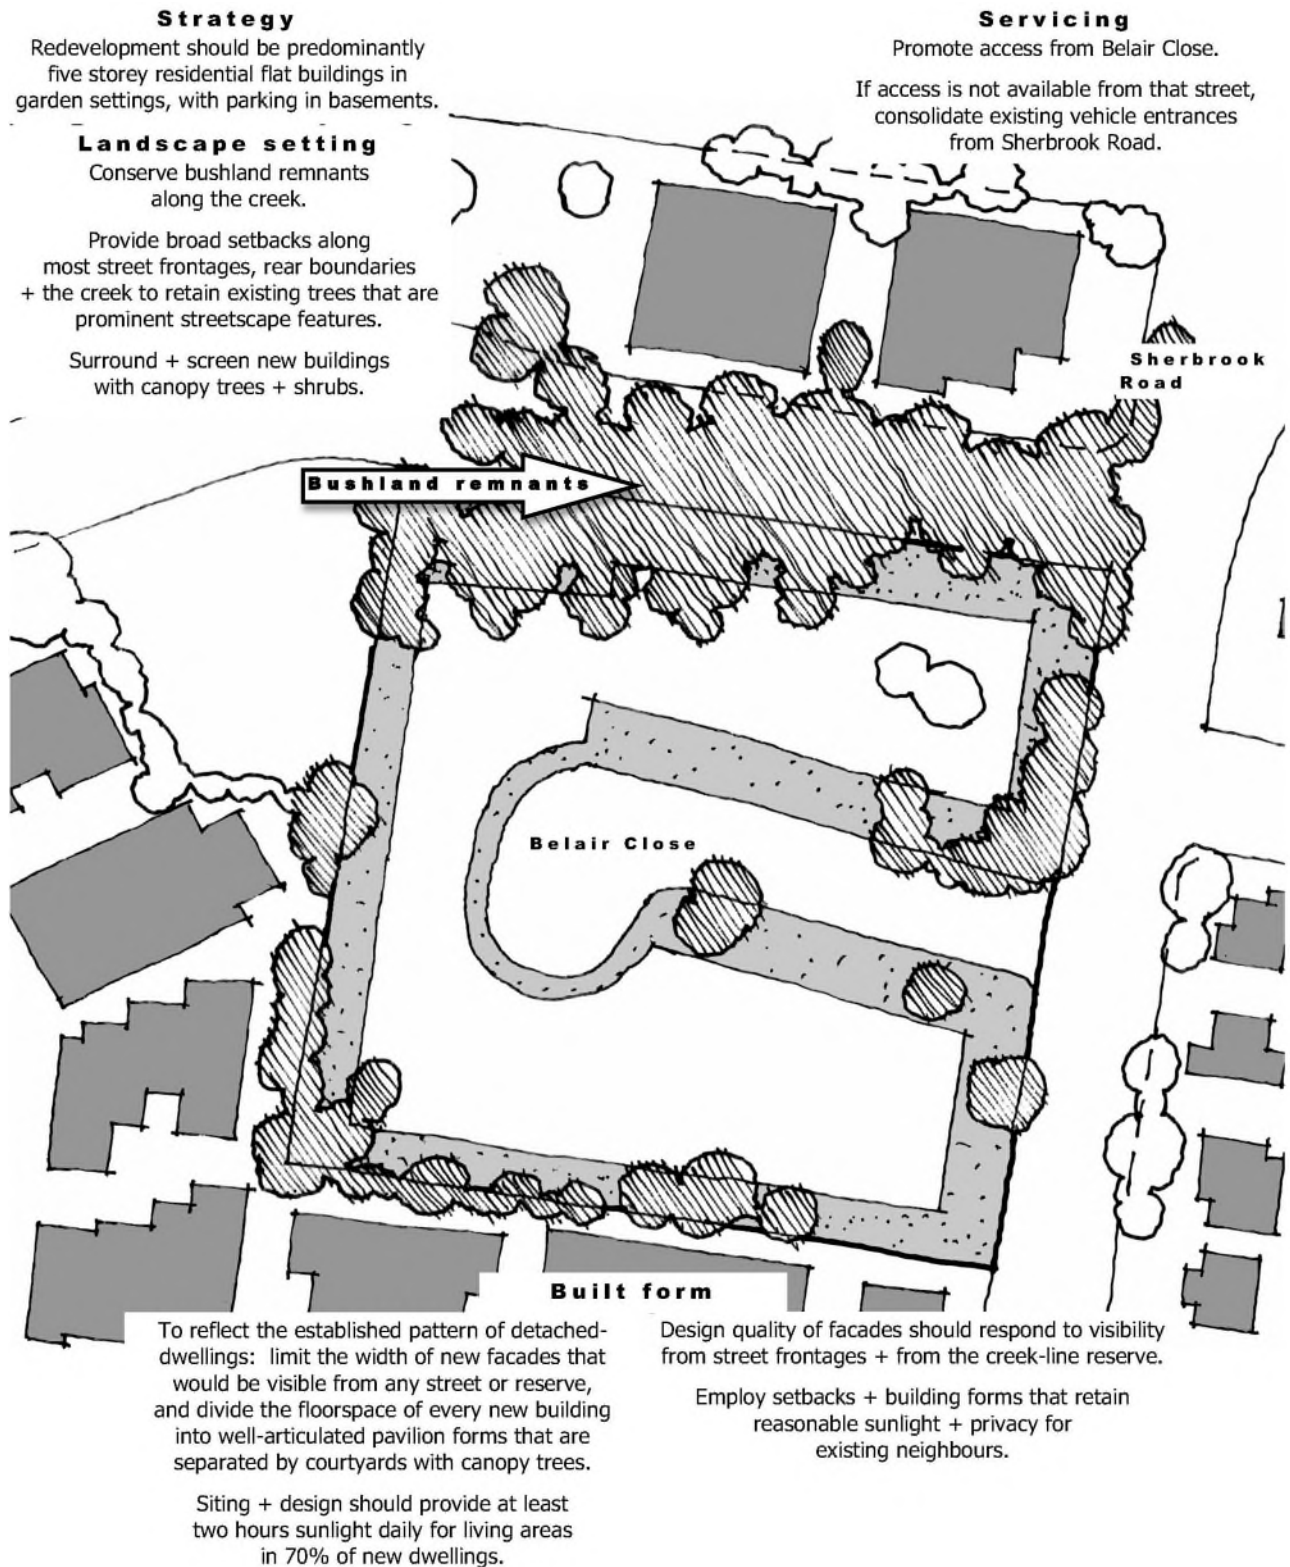 Strategy
Redevelopment should be predominantly
five storey residential flat buildings in
garden settings, with parking in basements.
Landscape setting
Conserve bushland remnants
along the creek.
Provide broad setbacks along
most street frontages, rear boundaries
+ the creek to retain existing trees that are
prominent streetscape features.
Surround + screen new buildings
with canopy trees + shrubs.
Servicing
Promote access from Belair Close.
If access is not available from that street,
consolidate existing vehicle entrances
from Sherbrook Road.
Sherbrook
Road
Bushland remnants
Belair Close
Built form
To reflect the established pattern of detached-
dwellings: limit the width of new facades that
would be visible from any street or reserve,
and divide the floorspace of every new building
into well-articulated pavilion forms that are
separated by courtyards with canopy trees.
Siting + design should provide at least
two hours sunlight daily for living areas
in 70% of new dwellings.
Design quality of facades should respond to visibility
from street frontages + from the creek-line reserve.
Employ setbacks + building forms that retain
reasonable sunlight + privacy for
existing neighbours.